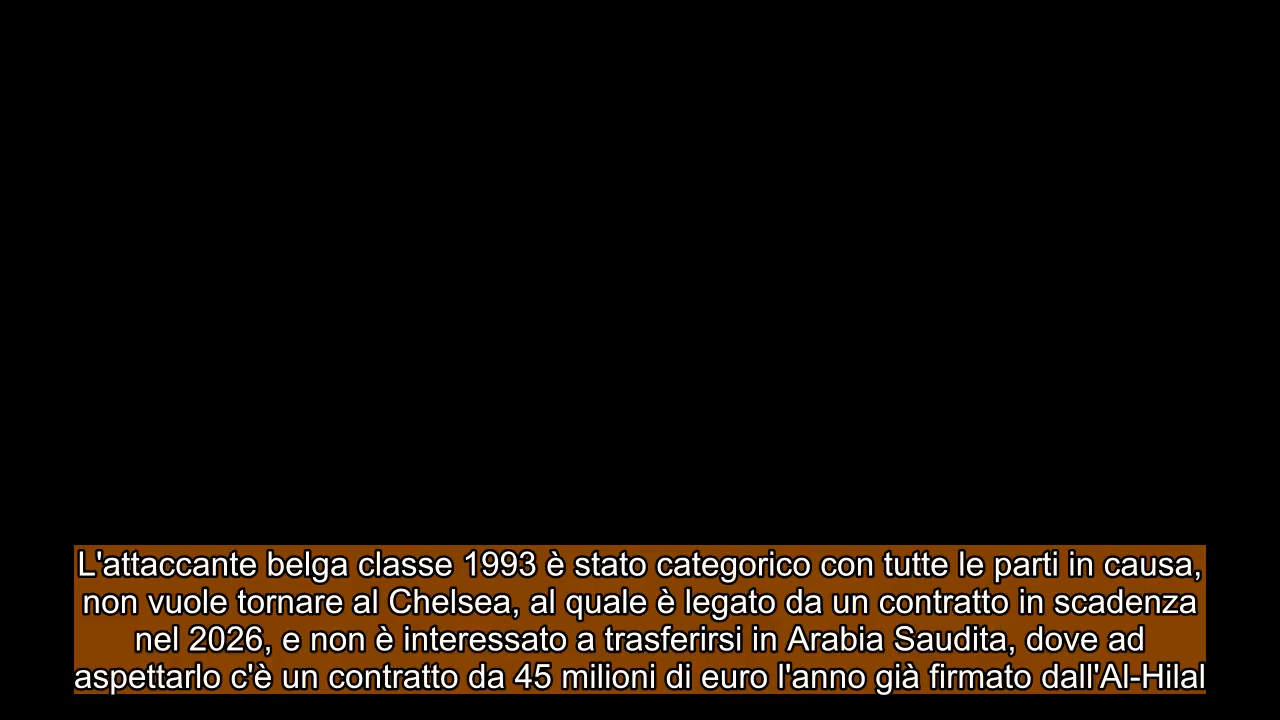 L'attaccante belga classe 1993 è stato categorico con tutte le parti in causa,
non vuole tornare al Chelsea, al quale è legato da un contratto in scadenza
nel 2026, e non è interessato a trasferirsi in Arabia Saudita, dove ad
aspettarlo c'è un contratto da 45 milioni di euro l'anno già firmato dall'Al-Hilal